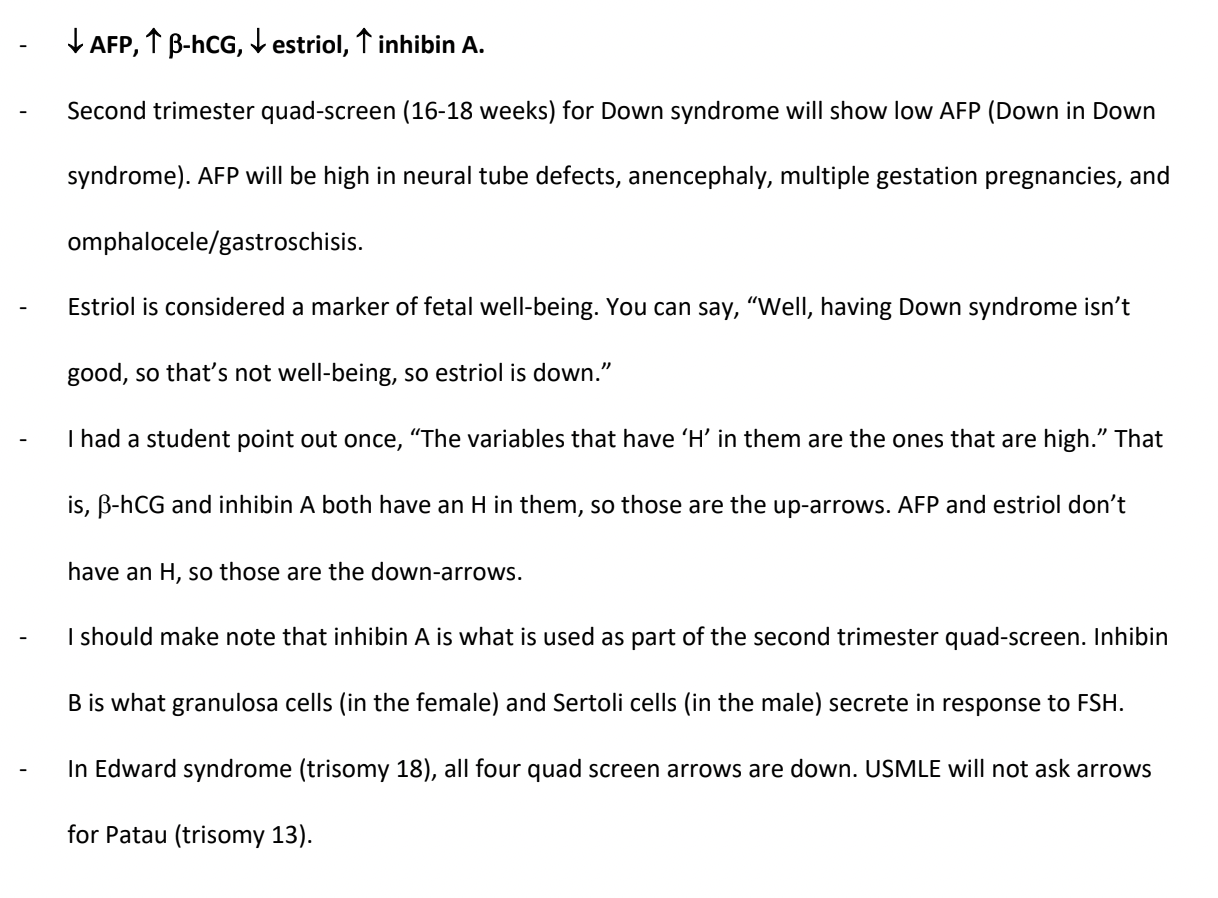 - ↓ AFP, ↑ β-hCG, ↓ estriol, ↑ inhibin A.
- Second trimester quad-screen (16-18 weeks) for Down syndrome will show low AFP (Down in Down
syndrome). AFP will be high in neural tube defects, anencephaly, multiple gestation pregnancies, and
omphalocele/gastroschisis.
- Estriol is considered a marker of fetal well-being. You can say, “Well, having Down syndrome isn’t
good, so that’s not well-being, so estriol is down.”
- I had a student point out once, “The variables that have ‘H’ in them are the ones that are high.” That
is, β-hCG and inhibin A both have an H in them, so those are the up-arrows. AFP and estriol don’t
have an H, so those are the down-arrows.
- I should make note that inhibin A is what is used as part of the second trimester quad-screen. Inhibin
B is what granulosa cells (in the female) and Sertoli cells (in the male) secrete in response to FSH.
- In Edward syndrome (trisomy 18), all four quad screen arrows are down. USMLE will not ask arrows
for Patau (trisomy 13).